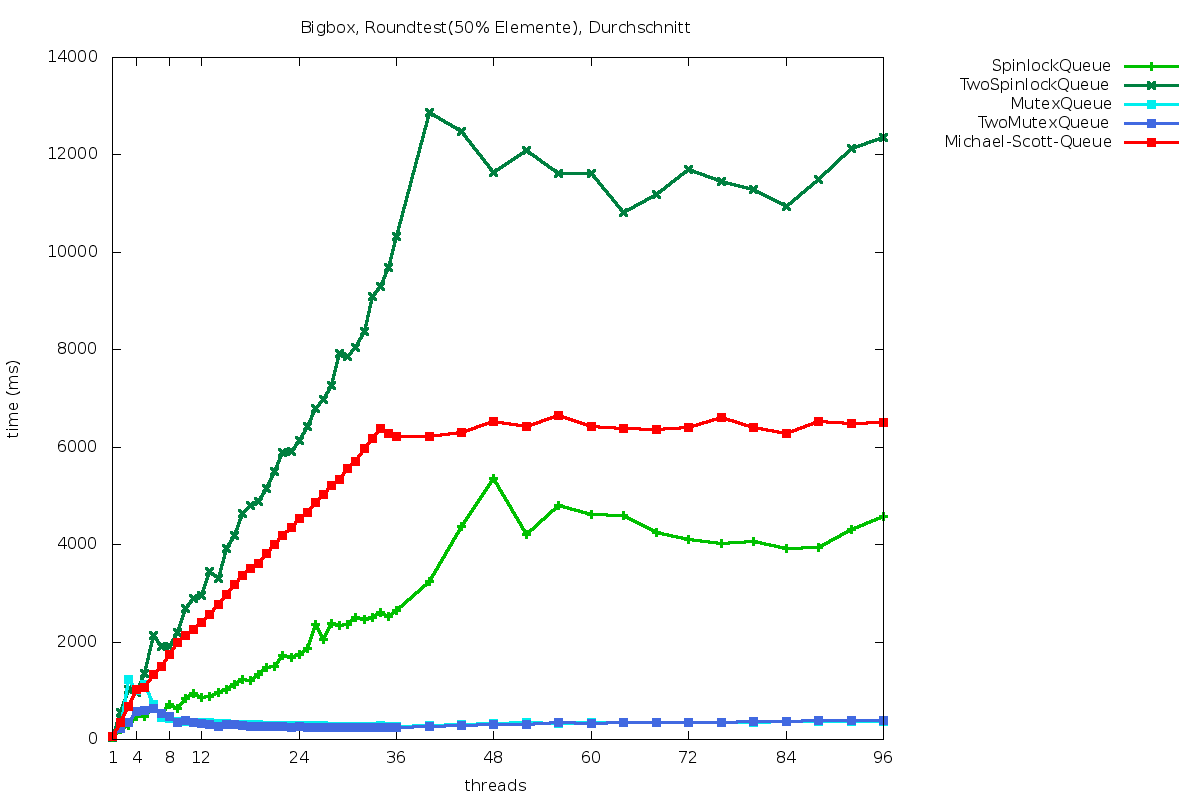 Bigbox, Roundtest(50% Elemente), Durchschnitt
SpinlockQueue
TwoSpinlockQueue
MutexQueue
TwoMutexQueue
Michael-Scott-Queue
14000
12000
10000
8000
6000
4000
2000
0
time (ms)
1 4 8 12 24 36 48 60 72 84 96
threads